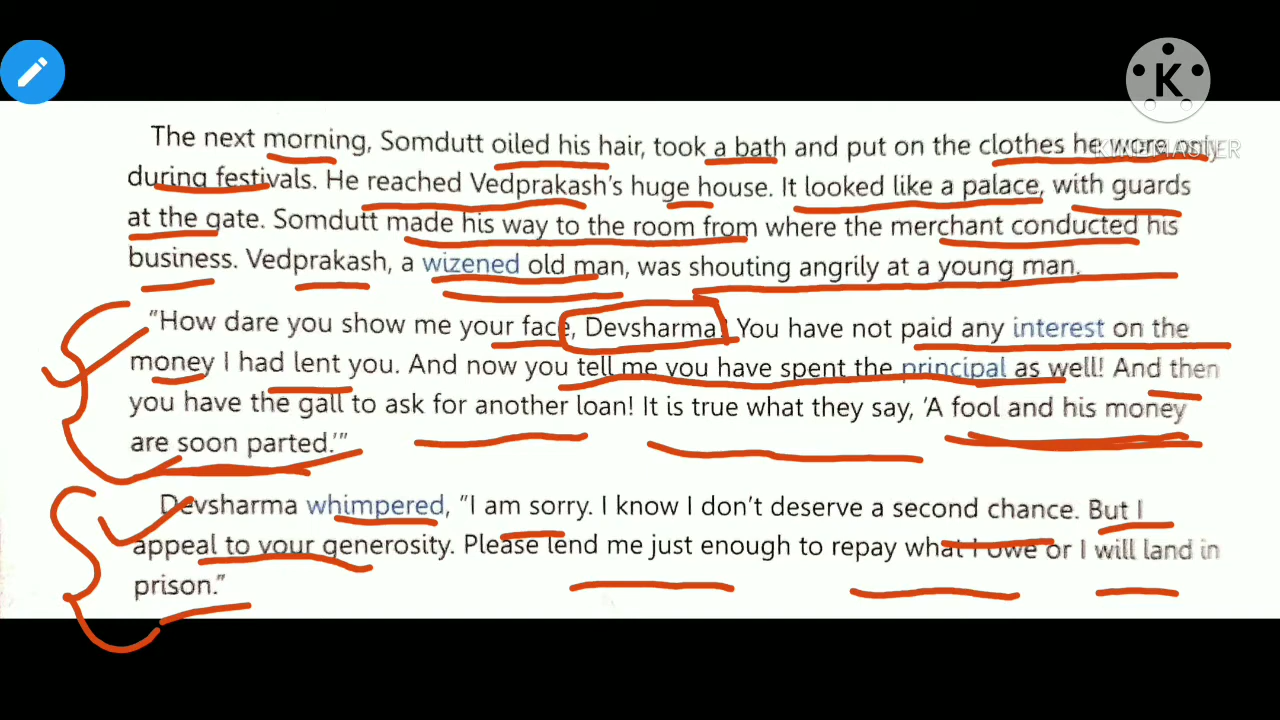 K
KINEMASTER
The next morning, Somdutt oiled his hair, took a bath and put on the clothes he wore only
during festivals. He reached Vedprakash's huge house. It looked like a palace, with guards
at the gate. Somdutt made his way to the room from where the merchant conducted his
business. Vedprakash, a wizened old man, was shouting angrily at a young man.
"How dare you show me your face, Devsharma! You have not paid any interest on the
money I had lent you. And now you tell me you have spent the principal as well! And then
you have the gall to ask for another loan! It is true what they say, 'A fool and his money
are soon parted.'"
Devsharma whimpered, "I am sorry. I know I don't deserve a second chance. But I
appeal to your generosity. Please lend me just enough to repay what I owe or I will land in
prison."